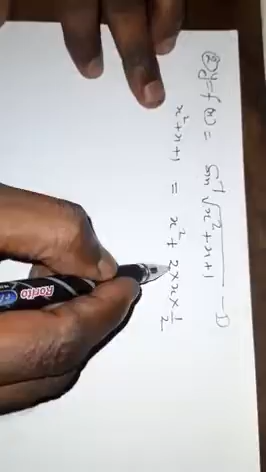 ② y = f(x) = sin⁻¹ √x²+x+1 —①
x²+x+1 = x² + 2×x×1/2
Rorito